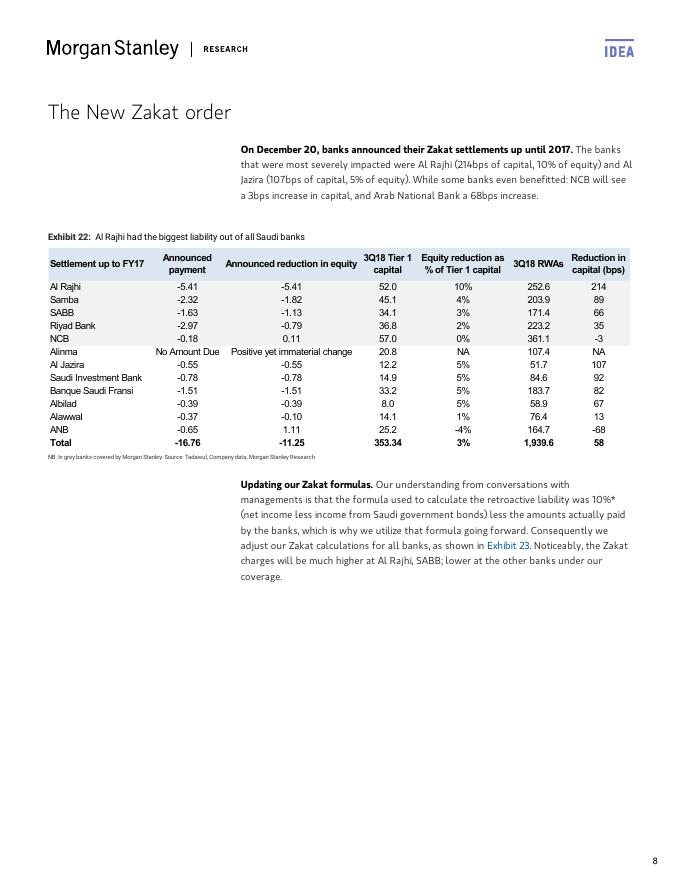 Morgan Stanley | RESEARCH
IDEA
The New Zakat order
On December 20, banks announced their Zakat settlements up until 2017. The banks
that were most severely impacted were Al Rajhi (214bps of capital, 10% of equity) and Al
Jazira (107bps of capital, 5% of equity). While some banks even benefitted: NCB will see
a 3bps increase in capital, and Arab National Bank a 68bps increase.
Exhibit 22: Al Rajhi had the biggest liability out of all Saudi banks
Settlement up to FY17 Announced payment Announced reduction in equity 3Q18 Tier 1 capital Equity reduction as % of Tier 1 capital 3Q18 RWAs Reduction in capital (bps)
Al Rajhi -5.41 -5.41 52.0 10% 252.6 214
Samba -2.32 -1.82 45.1 4% 203.9 89
SABB -1.63 -1.13 34.1 3% 171.4 66
Riyad Bank -2.97 -0.79 36.8 2% 223.2 35
NCB -0.18 0.11 57.0 0% 361.1 -3
Alinma No Amount Due Positive yet immaterial change 20.8 NA 107.4 NA
Al Jazira -0.55 -0.55 12.2 5% 51.7 107
Saudi Investment Bank -0.78 -0.78 14.9 5% 84.6 92
Banque Saudi Fransi -1.51 -1.51 33.2 5% 183.7 82
Albilad -0.39 -0.39 8.0 5% 58.9 67
Alawwal -0.37 -0.10 14.1 1% 76.4 13
ANB -0.65 1.11 25.2 -4% 164.7 -68
Total -16.76 -11.25 353.34 3% 1,939.6 58
NB: In grey banks covered by Morgan Stanley. Source: Tadawul, Company data, Morgan Stanley Research
Updating our Zakat formulas. Our understanding from conversations with
managements is that the formula used to calculate the retroactive liability was 10%*
(net income less income from Saudi government bonds) less the amounts actually paid
by the banks, which is why we utilize that formula going forward. Consequently we
adjust our Zakat calculations for all banks, as shown in Exhibit 23. Noticeably, the Zakat
charges will be much higher at Al Rajhi, SABB; lower at the other banks under our
coverage.
8